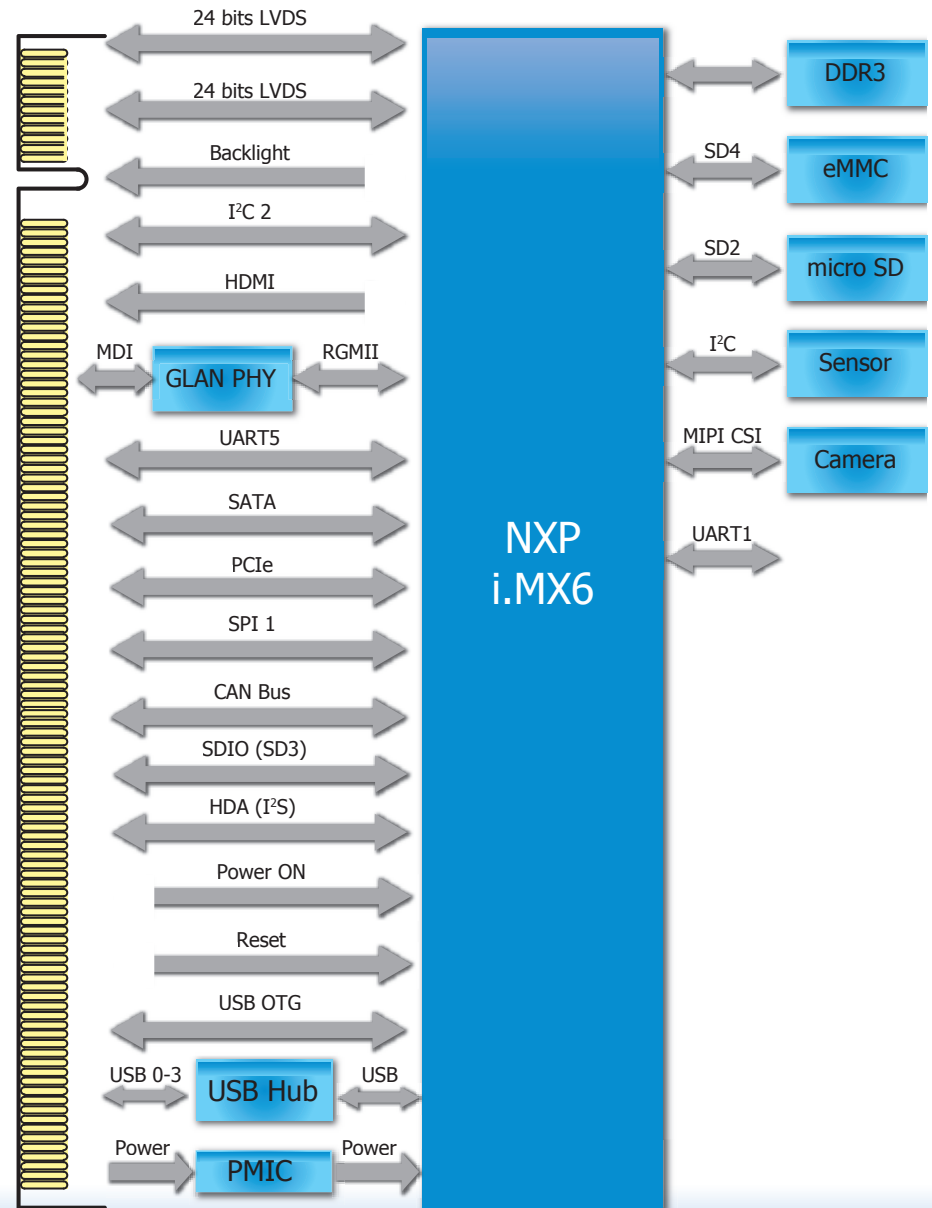 24 bits LVDS
24 bits LVDS
Backlight
I²C 2
HDMI
MDI
GLAN PHY
RGMII
UART5
SATA
PCIe
SPI 1
CAN Bus
SDIO (SD3)
HDA (I²S)
Power ON
Reset
USB OTG
USB 0-3
USB Hub
USB
Power
PMIC
Power
NXP
i.MX6
DDR3
SD4
eMMC
SD2
micro SD
I²C
Sensor
MIPI CSI
Camera
UART1